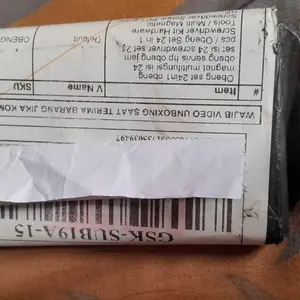 GSK-SUB19A-15
WAJIB VIDEO UNBOXING SAAT TERIMA BARANG JIKA
# Item V Name SKU
Obeng set 24in1 obeng Default OBENG
magnet multifungsi isi 24
obeng servis hp obeng jam
set isi 24 screwdriver set 24
pcs / Obeng Set 24 in 1
Screwdriver Kit Hardware
Tools / Multi Magnetic
Screwdriver